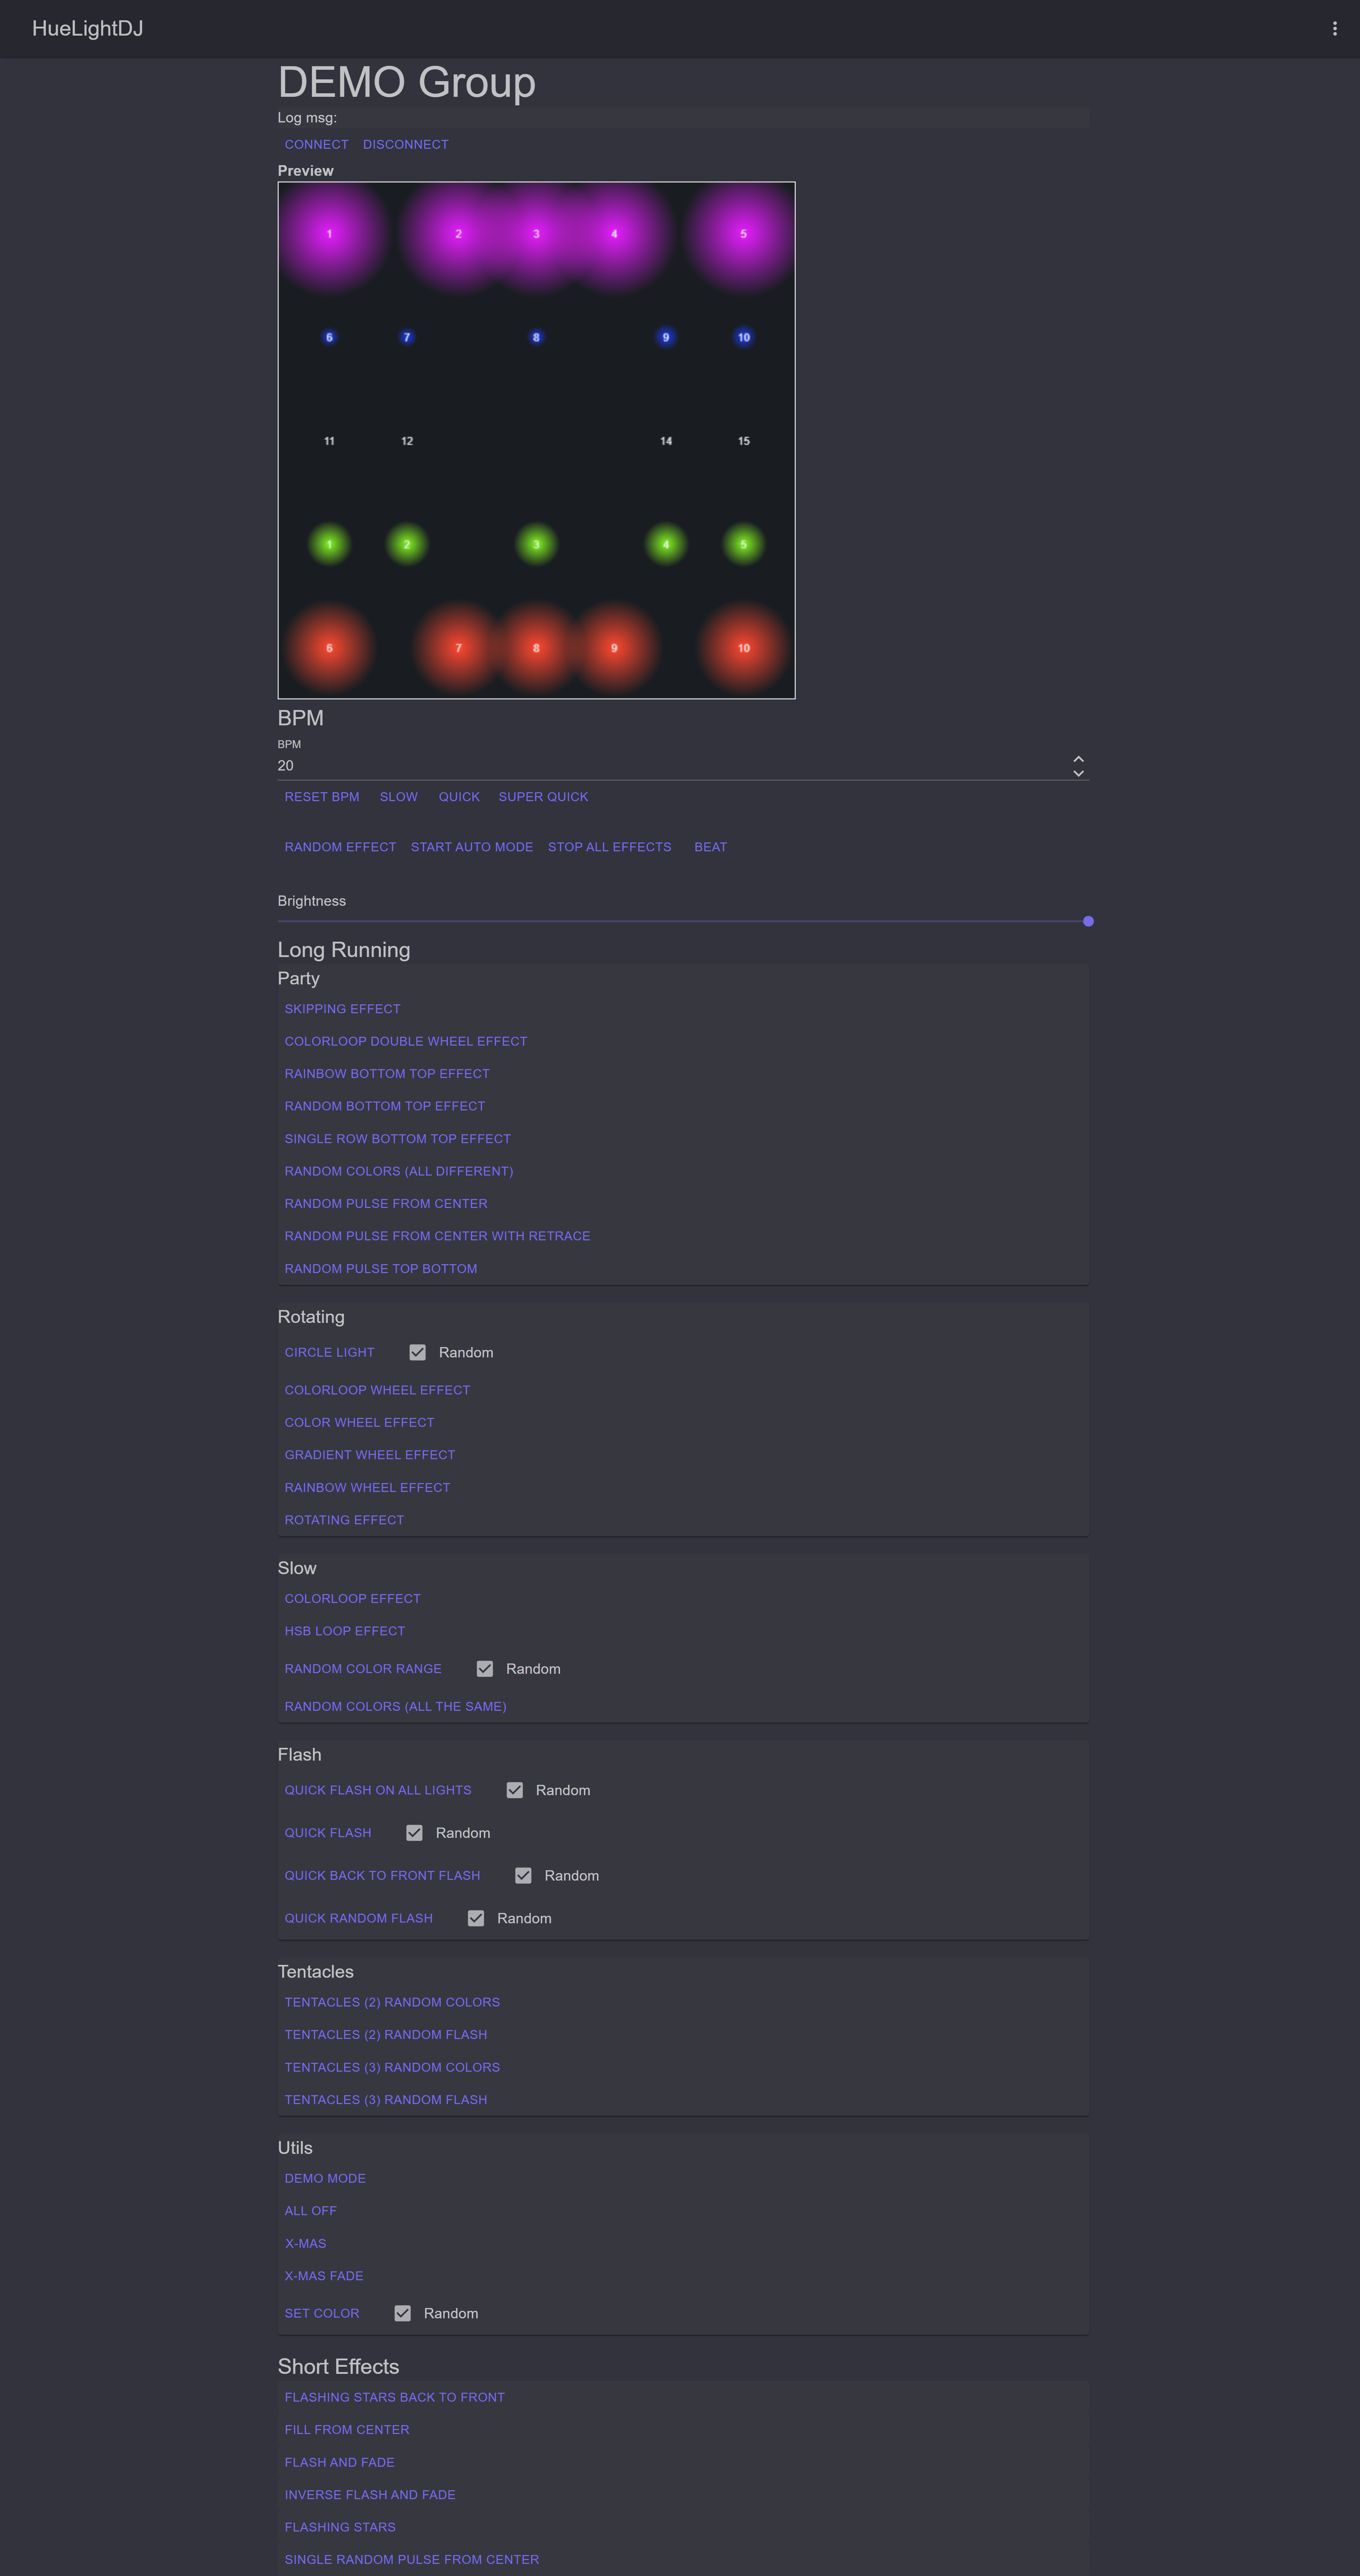 HueLightDJ
DEMO Group
Log msg:
CONNECT DISCONNECT
Preview
1 2 3 4 5
6 7 8 9 10
11 12 14 15
1 2 3 4 5
6 7 8 9 10
BPM
BPM
20
RESET BPM SLOW QUICK SUPER QUICK
RANDOM EFFECT START AUTO MODE STOP ALL EFFECTS BEAT
Brightness
Long Running
Party
SKIPPING EFFECT
COLORLOOP DOUBLE WHEEL EFFECT
RAINBOW BOTTOM TOP EFFECT
RANDOM BOTTOM TOP EFFECT
SINGLE ROW BOTTOM TOP EFFECT
RANDOM COLORS (ALL DIFFERENT)
RANDOM PULSE FROM CENTER
RANDOM PULSE FROM CENTER WITH RETRACE
RANDOM PULSE TOP BOTTOM
Rotating
CIRCLE LIGHT Random
COLORLOOP WHEEL EFFECT
COLOR WHEEL EFFECT
GRADIENT WHEEL EFFECT
RAINBOW WHEEL EFFECT
ROTATING EFFECT
Slow
COLORLOOP EFFECT
HSB LOOP EFFECT
RANDOM COLOR RANGE Random
RANDOM COLORS (ALL THE SAME)
Flash
QUICK FLASH ON ALL LIGHTS Random
QUICK FLASH Random
QUICK BACK TO FRONT FLASH Random
QUICK RANDOM FLASH Random
Tentacles
TENTACLES (2) RANDOM COLORS
TENTACLES (2) RANDOM FLASH
TENTACLES (3) RANDOM COLORS
TENTACLES (3) RANDOM FLASH
Utils
DEMO MODE
ALL OFF
X-MAS
X-MAS FADE
SET COLOR Random
Short Effects
FLASHING STARS BACK TO FRONT
FILL FROM CENTER
FLASH AND FADE
INVERSE FLASH AND FADE
FLASHING STARS
SINGLE RANDOM PULSE FROM CENTER